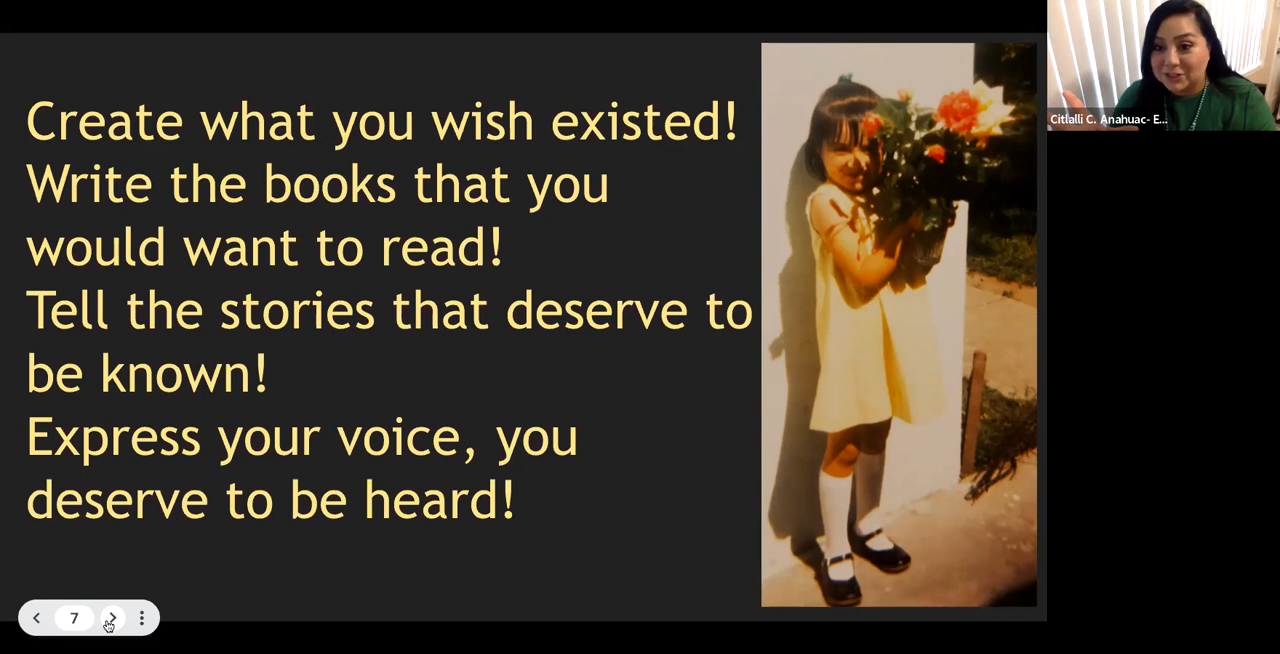 Create what you wish existed!
Write the books that you
would want to read!
Tell the stories that deserve to
be known!
Express your voice, you
deserve to be heard!
Citlalli C. Anahuac- E...
7